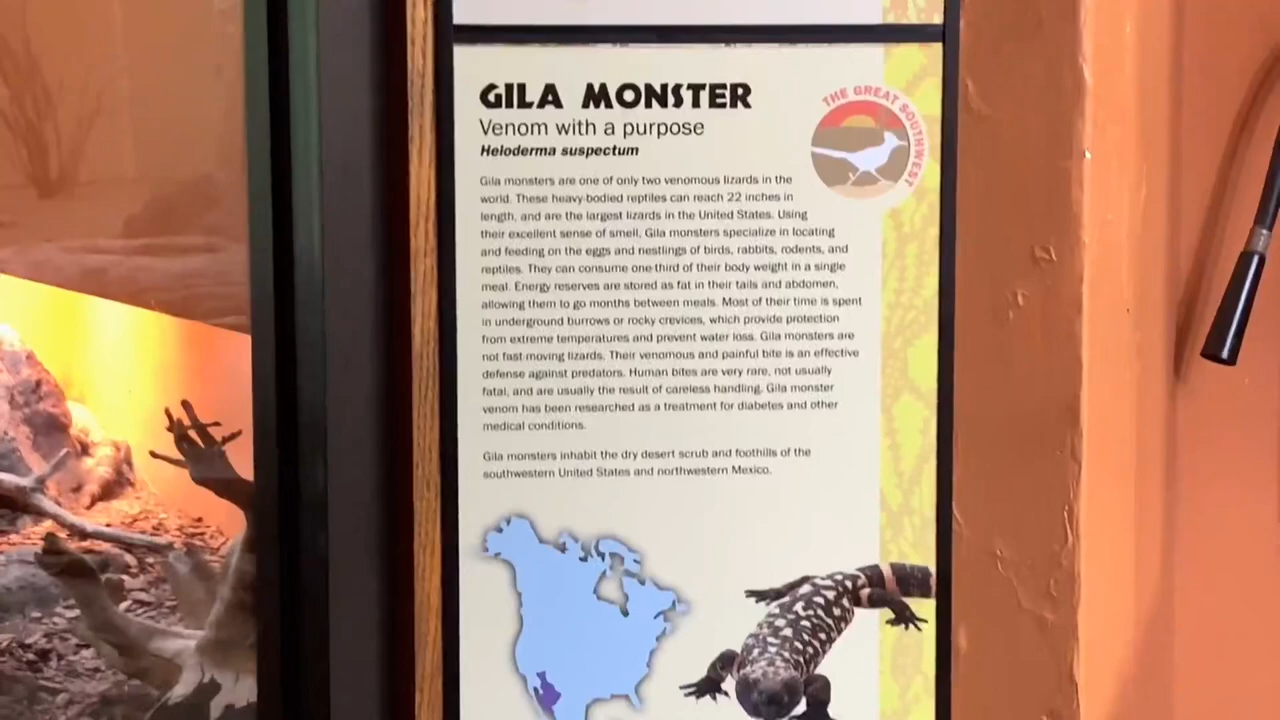 GILA MONSTER
THE GREAT SOUTHWEST
Venom with a purpose
Heloderma suspectum
Gila monsters are one of only two venomous lizards in the
world. These heavy-bodied reptiles can reach 22 inches in
length, and are the largest lizards in the United States. Using
their excellent sense of smell, Gila monsters specialize in locating
and feeding on the eggs and nestlings of birds, rabbits, rodents, and
reptiles. They can consume one-third of their body weight in a single
meal. Energy reserves are stored as fat in their tails and abdomen,
allowing them to go months between meals. Most of their time is spent
in underground burrows or rocky crevices, which provide protection
from extreme temperatures and prevent water loss. Gila monsters are
not fast-moving lizards. Their venomous and painful bite is an effective
defense against predators. Human bites are very rare, not usually
fatal, and are usually the result of careless handling. Gila monster
venom has been researched as a treatment for diabetes and other
medical conditions.
Gila monsters inhabit the dry desert scrub and foothills of the
southwestern United States and northwestern Mexico.